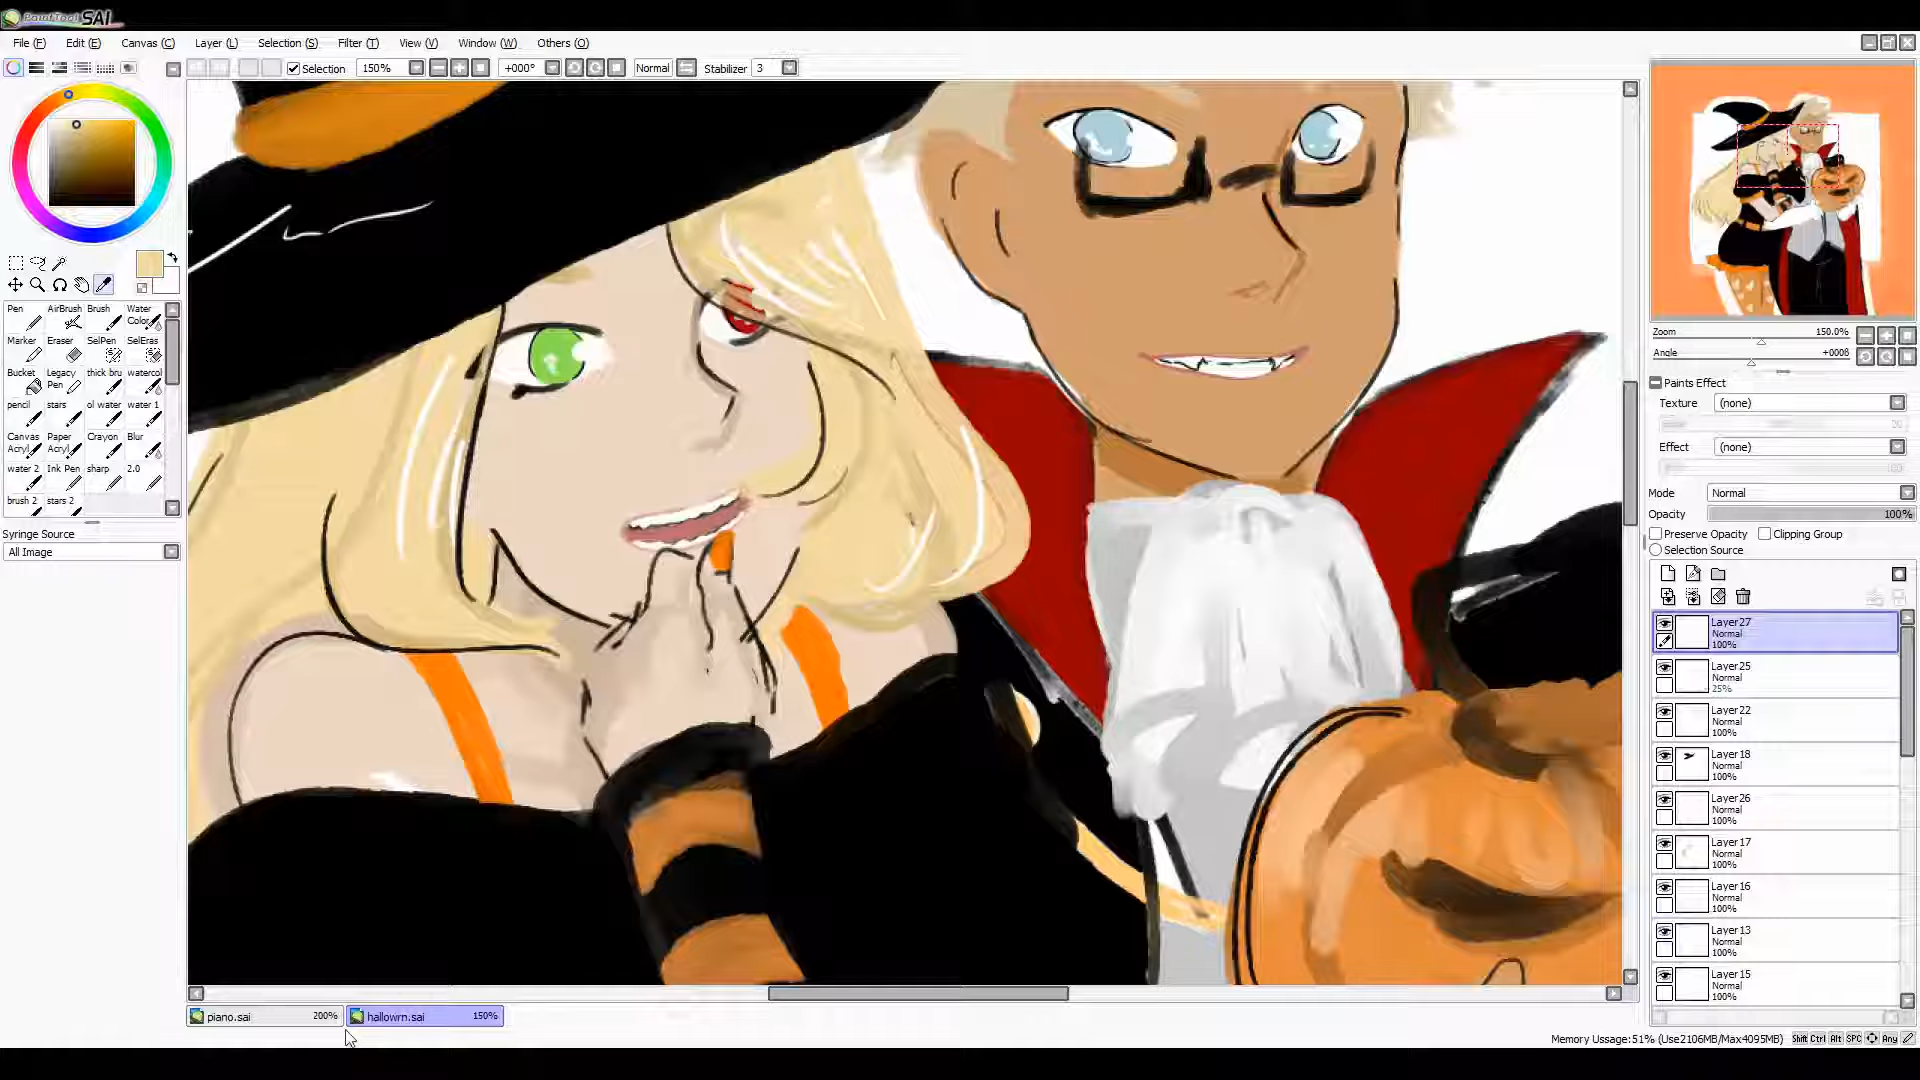 PaintTool SAI
File (F) Edit (E) Canvas (C) Layer (L) Selection (S) Filter (T) View (V) Window (W) Others (O)
Selection 150% +000° Normal Stabilizer 3
Pen AirBrush Brush Water Color
Marker Eraser SelPen SelEras
Bucket Legacy Pen thick bru watercol
pencil stars ol water water 1
Canvas Acryl Paper Acryl Crayon Blur
water 2 Ink Pen sharp 2.0
brush 2 stars 2
Syringe Source
All Image
Zoom 150.0%
Angle +000ß
Paints Effect
Texture (none)
Effect (none)
Mode Normal
Opacity 100%
Preserve Opacity Clipping Group
Selection Source
Layer27
Normal
100%
Layer25
Normal
25%
Layer22
Normal
100%
Layer18
Normal
100%
Layer26
Normal
100%
Layer17
Normal
100%
Layer16
Normal
100%
Layer13
Normal
100%
Layer15
Normal
100%
piano.sai 200% hallowrn.sai 150%
Memory Ussage:51% (Use2106MB/Max4095MB) Shift Ctrl Alt SPC Any